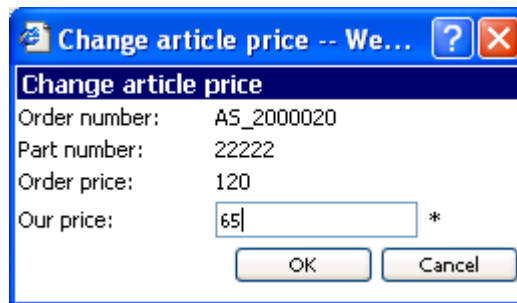 Change article price -- We...
Change article price
Order number: AS_2000020
Part number: 22222
Order price: 120
Our price: 65 *
OK Cancel